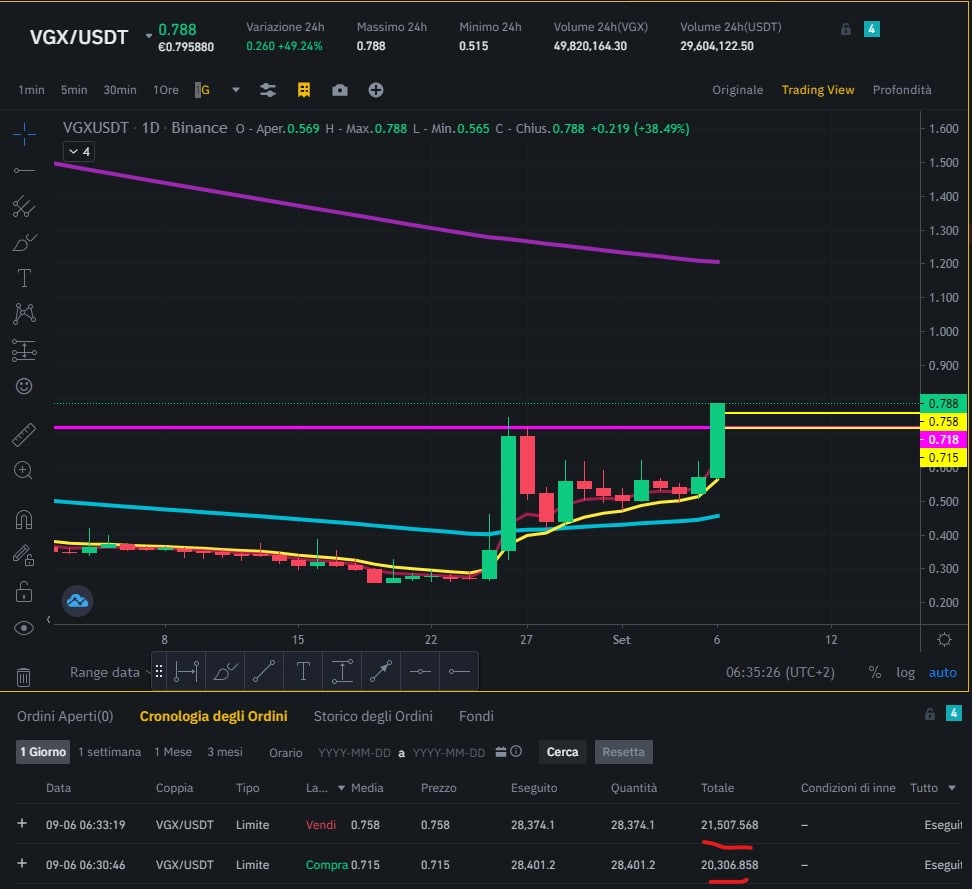 VGX/USDT 0.788 €0.795880
Variazione 24h 0.260 +49.24%
Massimo 24h 0.788
Minimo 24h 0.515
Volume 24h(VGX) 49,820,164.30
Volume 24h(USDT) 29,604,122.50
4
1min 5min 30min 1Ore 1G Originale Trading View Profondità
VGXUSDT · 1D · Binance O - Aper.0.569 H - Max.0.788 L - Min.0.565 C - Chius.0.788 +0.219 (+38.49%)
4
1.600
1.500
1.400
1.300
1.200
1.100
1.000
0.900
0.788
0.758
0.718
0.715
0.600
0.500
0.400
0.300
0.200
8 15 22 27 Set 6 12
Range data 06:35:26 (UTC+2) % log auto
Ordini Aperti(0) Cronologia degli Ordini Storico degli Ordini Fondi 4
1 Giorno 1 settimana 1 Mese 3 mesi Orario YYYY-MM-DD a YYYY-MM-DD Cerca Resetta
Data Coppia Tipo La... Media Prezzo Eseguito Quantità Totale Condizioni di inne Tutto
+ 09-06 06:33:19 VGX/USDT Limite Vendi 0.758 0.758 28,374.1 28,374.1 21,507.568 – Eseguit
+ 09-06 06:30:46 VGX/USDT Limite Compra 0.715 0.715 28,401.2 28,401.2 20,306.858 – Eseguit